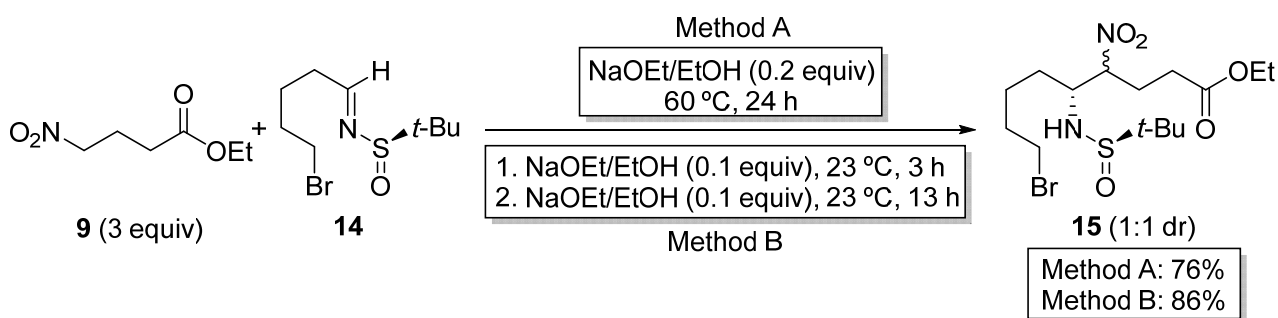 Method A
NaOEt/EtOH (0.2 equiv)
60 ºC, 24 h
1. NaOEt/EtOH (0.1 equiv), 23 ºC, 3 h
2. NaOEt/EtOH (0.1 equiv), 23 ºC, 13 h
Method B
O₂N
O
OEt
9 (3 equiv)
+
H
N
S
t-Bu
O
Br
14
NO₂
OEt
O
HN
S
t-Bu
O
Br
15 (1:1 dr)
Method A: 76%
Method B: 86%